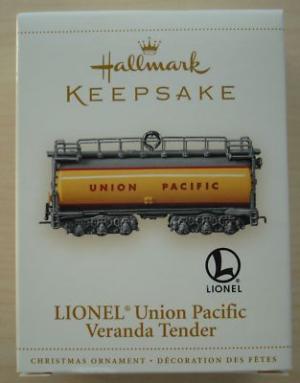 Hallmark
KEEPSAKE
UNION PACIFIC
L
LIONEL
LIONEL® Union Pacific
Veranda Tender
CHRISTMAS ORNAMENT • DÉCORATION DES FÊTES